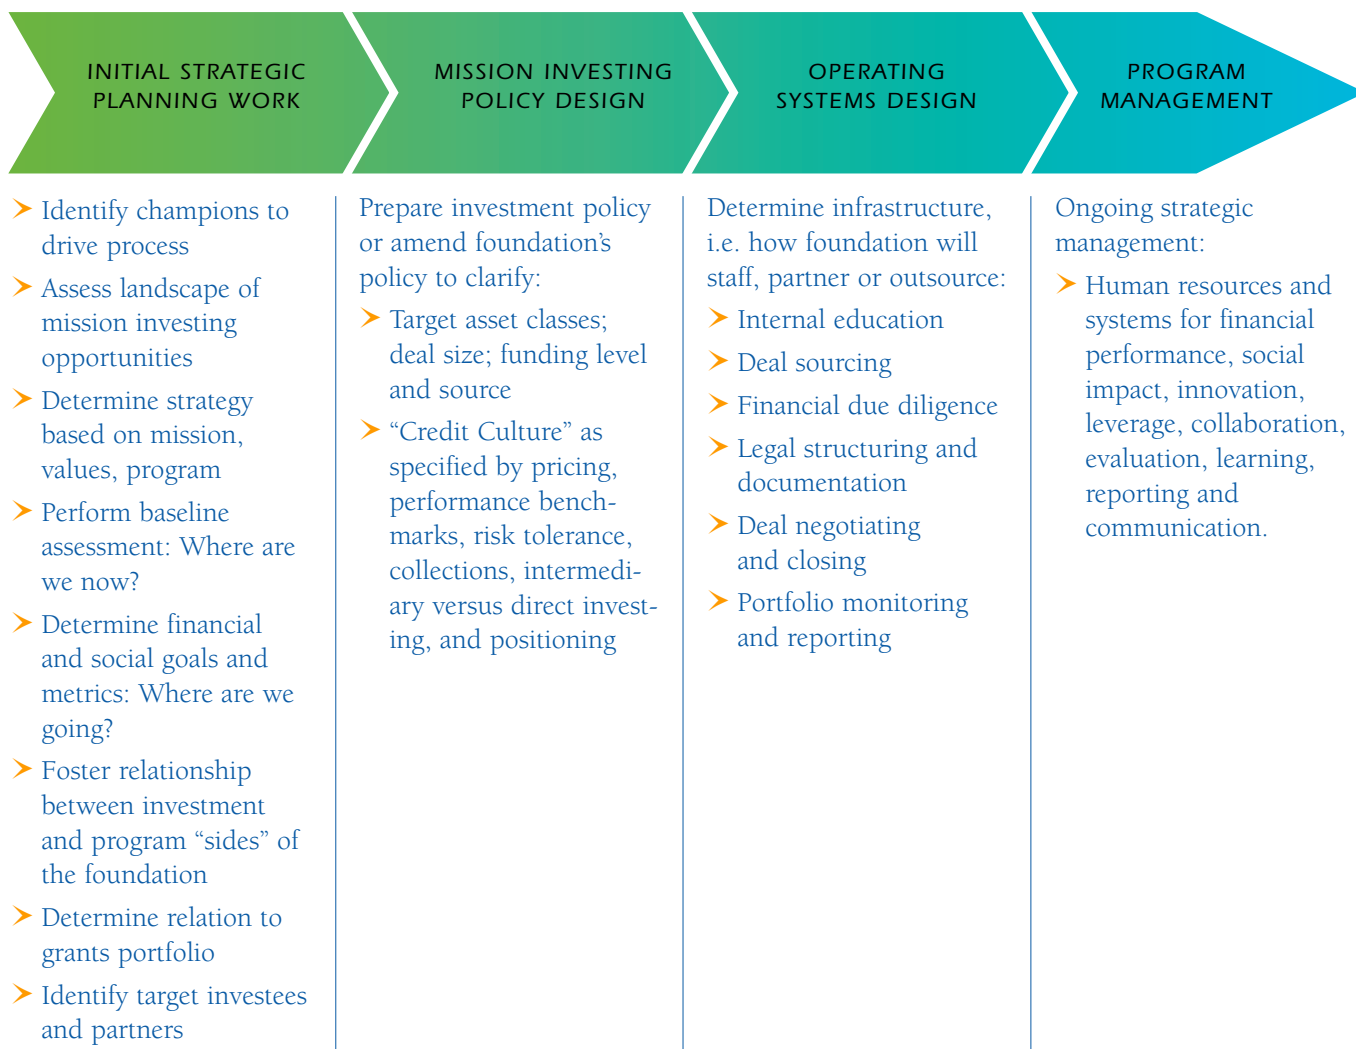 INITIAL STRATEGIC
PLANNING WORK
MISSION INVESTING
POLICY DESIGN
OPERATING
SYSTEMS DESIGN
PROGRAM
MANAGEMENT
➤ Identify champions to
drive process
➤ Assess landscape of
mission investing
opportunities
➤ Determine strategy
based on mission,
values, program
➤ Perform baseline
assessment: Where are
we now?
➤ Determine financial
and social goals and
metrics: Where are we
going?
➤ Foster relationship
between investment
and program “sides” of
the foundation
➤ Determine relation to
grants portfolio
➤ Identify target investees
and partners
Prepare investment policy
or amend foundation’s
policy to clarify:
➤ Target asset classes;
deal size; funding level
and source
➤ “Credit Culture” as
specified by pricing,
performance bench-
marks, risk tolerance,
collections, intermedi-
ary versus direct invest-
ing, and positioning
Determine infrastructure,
i.e. how foundation will
staff, partner or outsource:
➤ Internal education
➤ Deal sourcing
➤ Financial due diligence
➤ Legal structuring and
documentation
➤ Deal negotiating
and closing
➤ Portfolio monitoring
and reporting
Ongoing strategic
management:
➤ Human resources and
systems for financial
performance, social
impact, innovation,
leverage, collaboration,
evaluation, learning,
reporting and
communication.